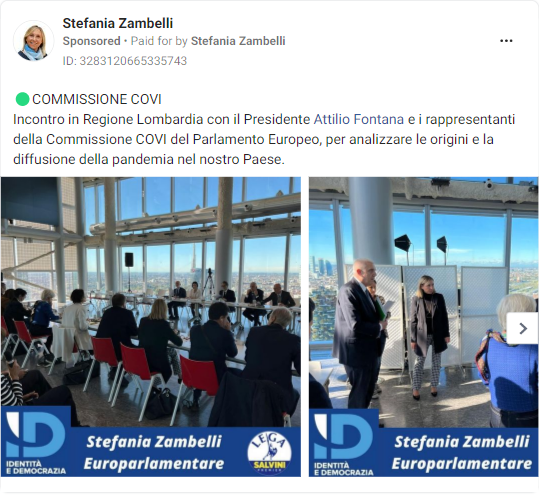 Stefania Zambelli
Sponsored • Paid for by Stefania Zambelli
ID: 3283120665335743
COMMISSIONE COVI
Incontro in Regione Lombardia con il Presidente Attilio Fontana e i rappresentanti
della Commissione COVI del Parlamento Europeo, per analizzare le origini e la
diffusione della pandemia nel nostro Paese.
ID
IDENTITÀ
E DEMOCRAZIA
Stefania Zambelli
Europarlamentare
LEGA
SALVINI
PREMIER
ID
IDENTITÀ
E DEMOCRAZIA
Stefania Zambelli
Europarlamentare